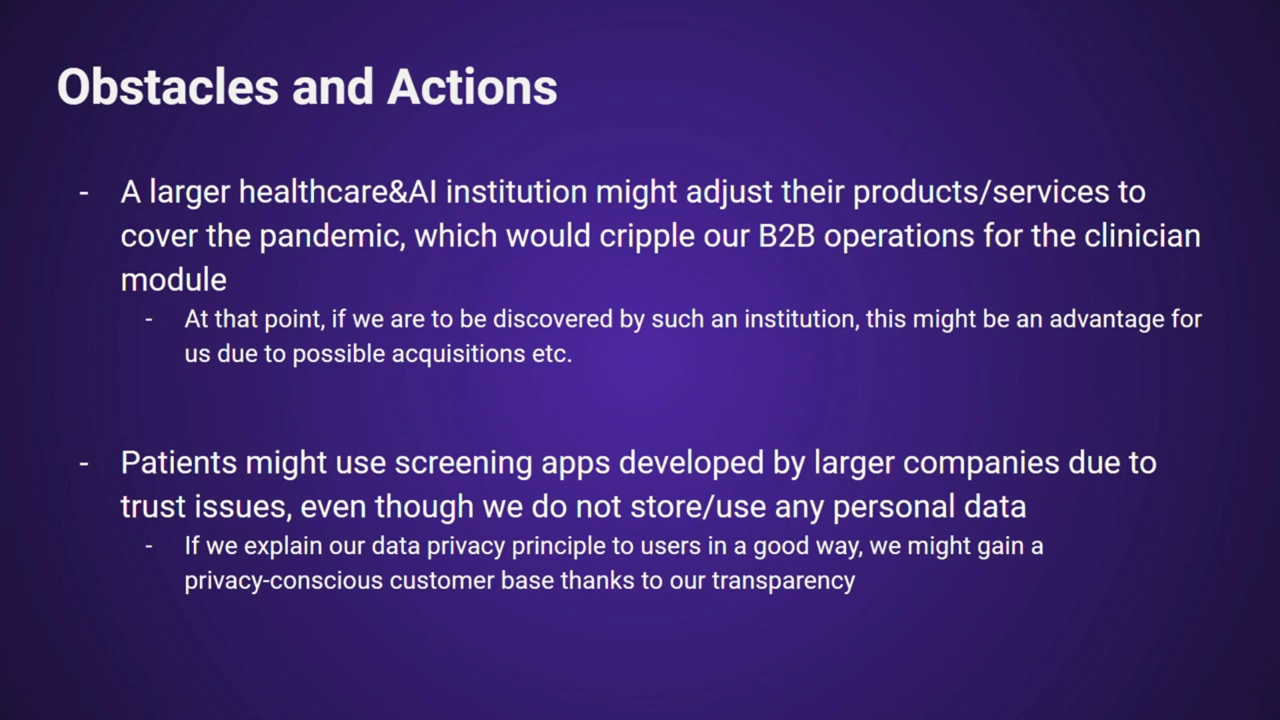 Obstacles and Actions
- A larger healthcare&AI institution might adjust their products/services to
cover the pandemic, which would cripple our B2B operations for the clinician
module
- At that point, if we are to be discovered by such an institution, this might be an advantage for
us due to possible acquisitions etc.
- Patients might use screening apps developed by larger companies due to
trust issues, even though we do not store/use any personal data
- If we explain our data privacy principle to users in a good way, we might gain a
privacy-conscious customer base thanks to our transparency